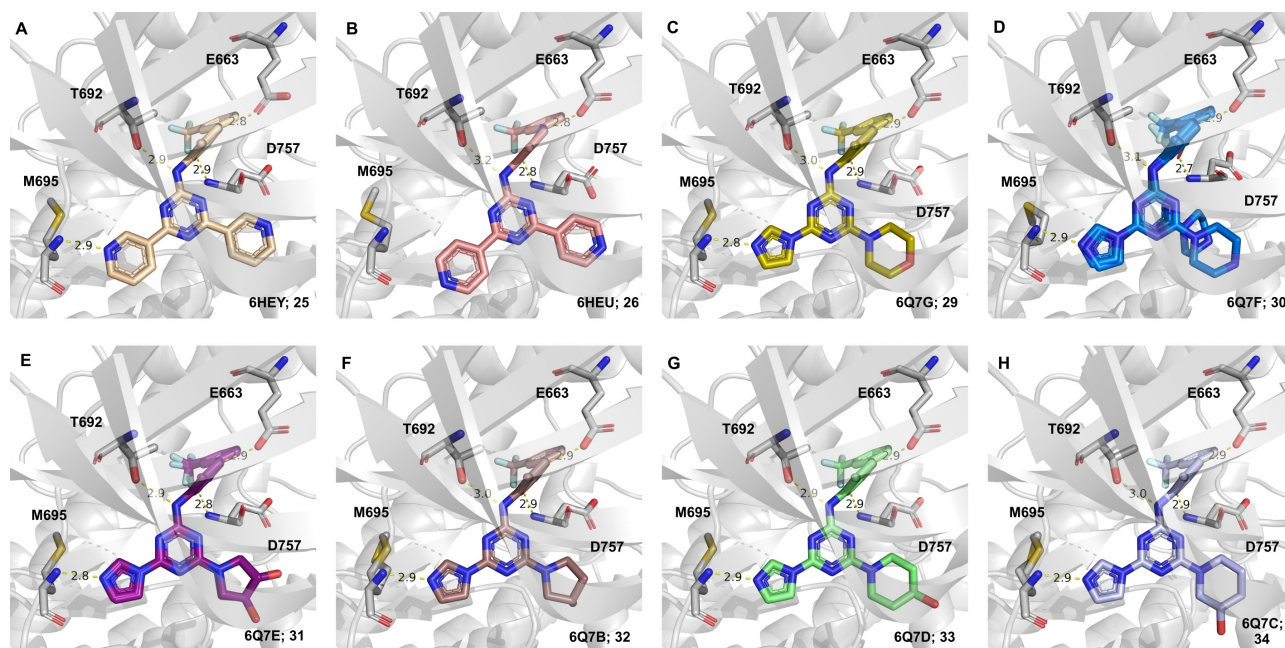 A
E663
T692
2.8
2.9
D757
2.9
M695
2.9
6HEY; 25
B
E663
T692
2.8
3.2
D757
2.8
M695
6HEU; 26
C
E663
T692
2.9
3.0
2.9
M695
D757
2.8
6Q7G; 29
D
E663
T692
2.9
3.1
2.7
M695
D757
2.9
6Q7F; 30
E
E663
T692
2.9
2.9
2.8
M695
D757
2.8
6Q7E; 31
F
E663
T692
2.9
3.0
2.9
M695
D757
2.9
6Q7B; 32
G
E663
T692
2.9
2.9
2.9
M695
D757
2.9
6Q7D; 33
H
E663
T692
2.9
3.0
2.9
M695
D757
2.9
6Q7C;
34